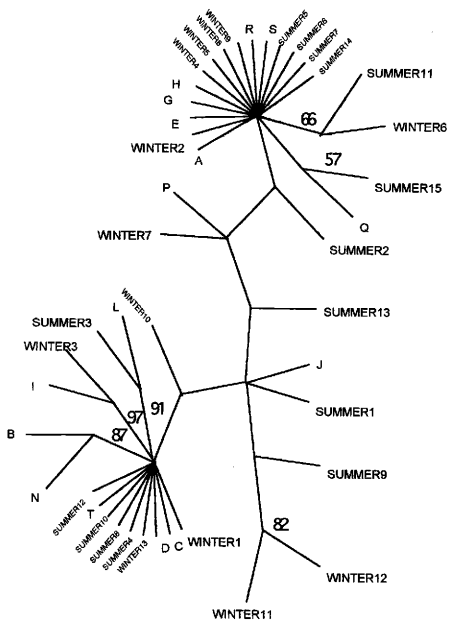 R S
SUMMER5
WINTER9
SUMMER6
WINTER8
SUMMER7
WINTER5
SUMMER14
WINTER4
SUMMER11
H
G
66
E
WINTER6
WINTER2
A
57
SUMMER15
P
Q
WINTER7
SUMMER2
WINTER10
L
SUMMER13
SUMMER3
WINTER3
J
I
97
91
SUMMER1
B
87
SUMMER9
N
SUMMER12
T
SUMMER10
SUMMER8
SUMMER4
WINTER13
D C WINTER1
82
WINTER12
WINTER11